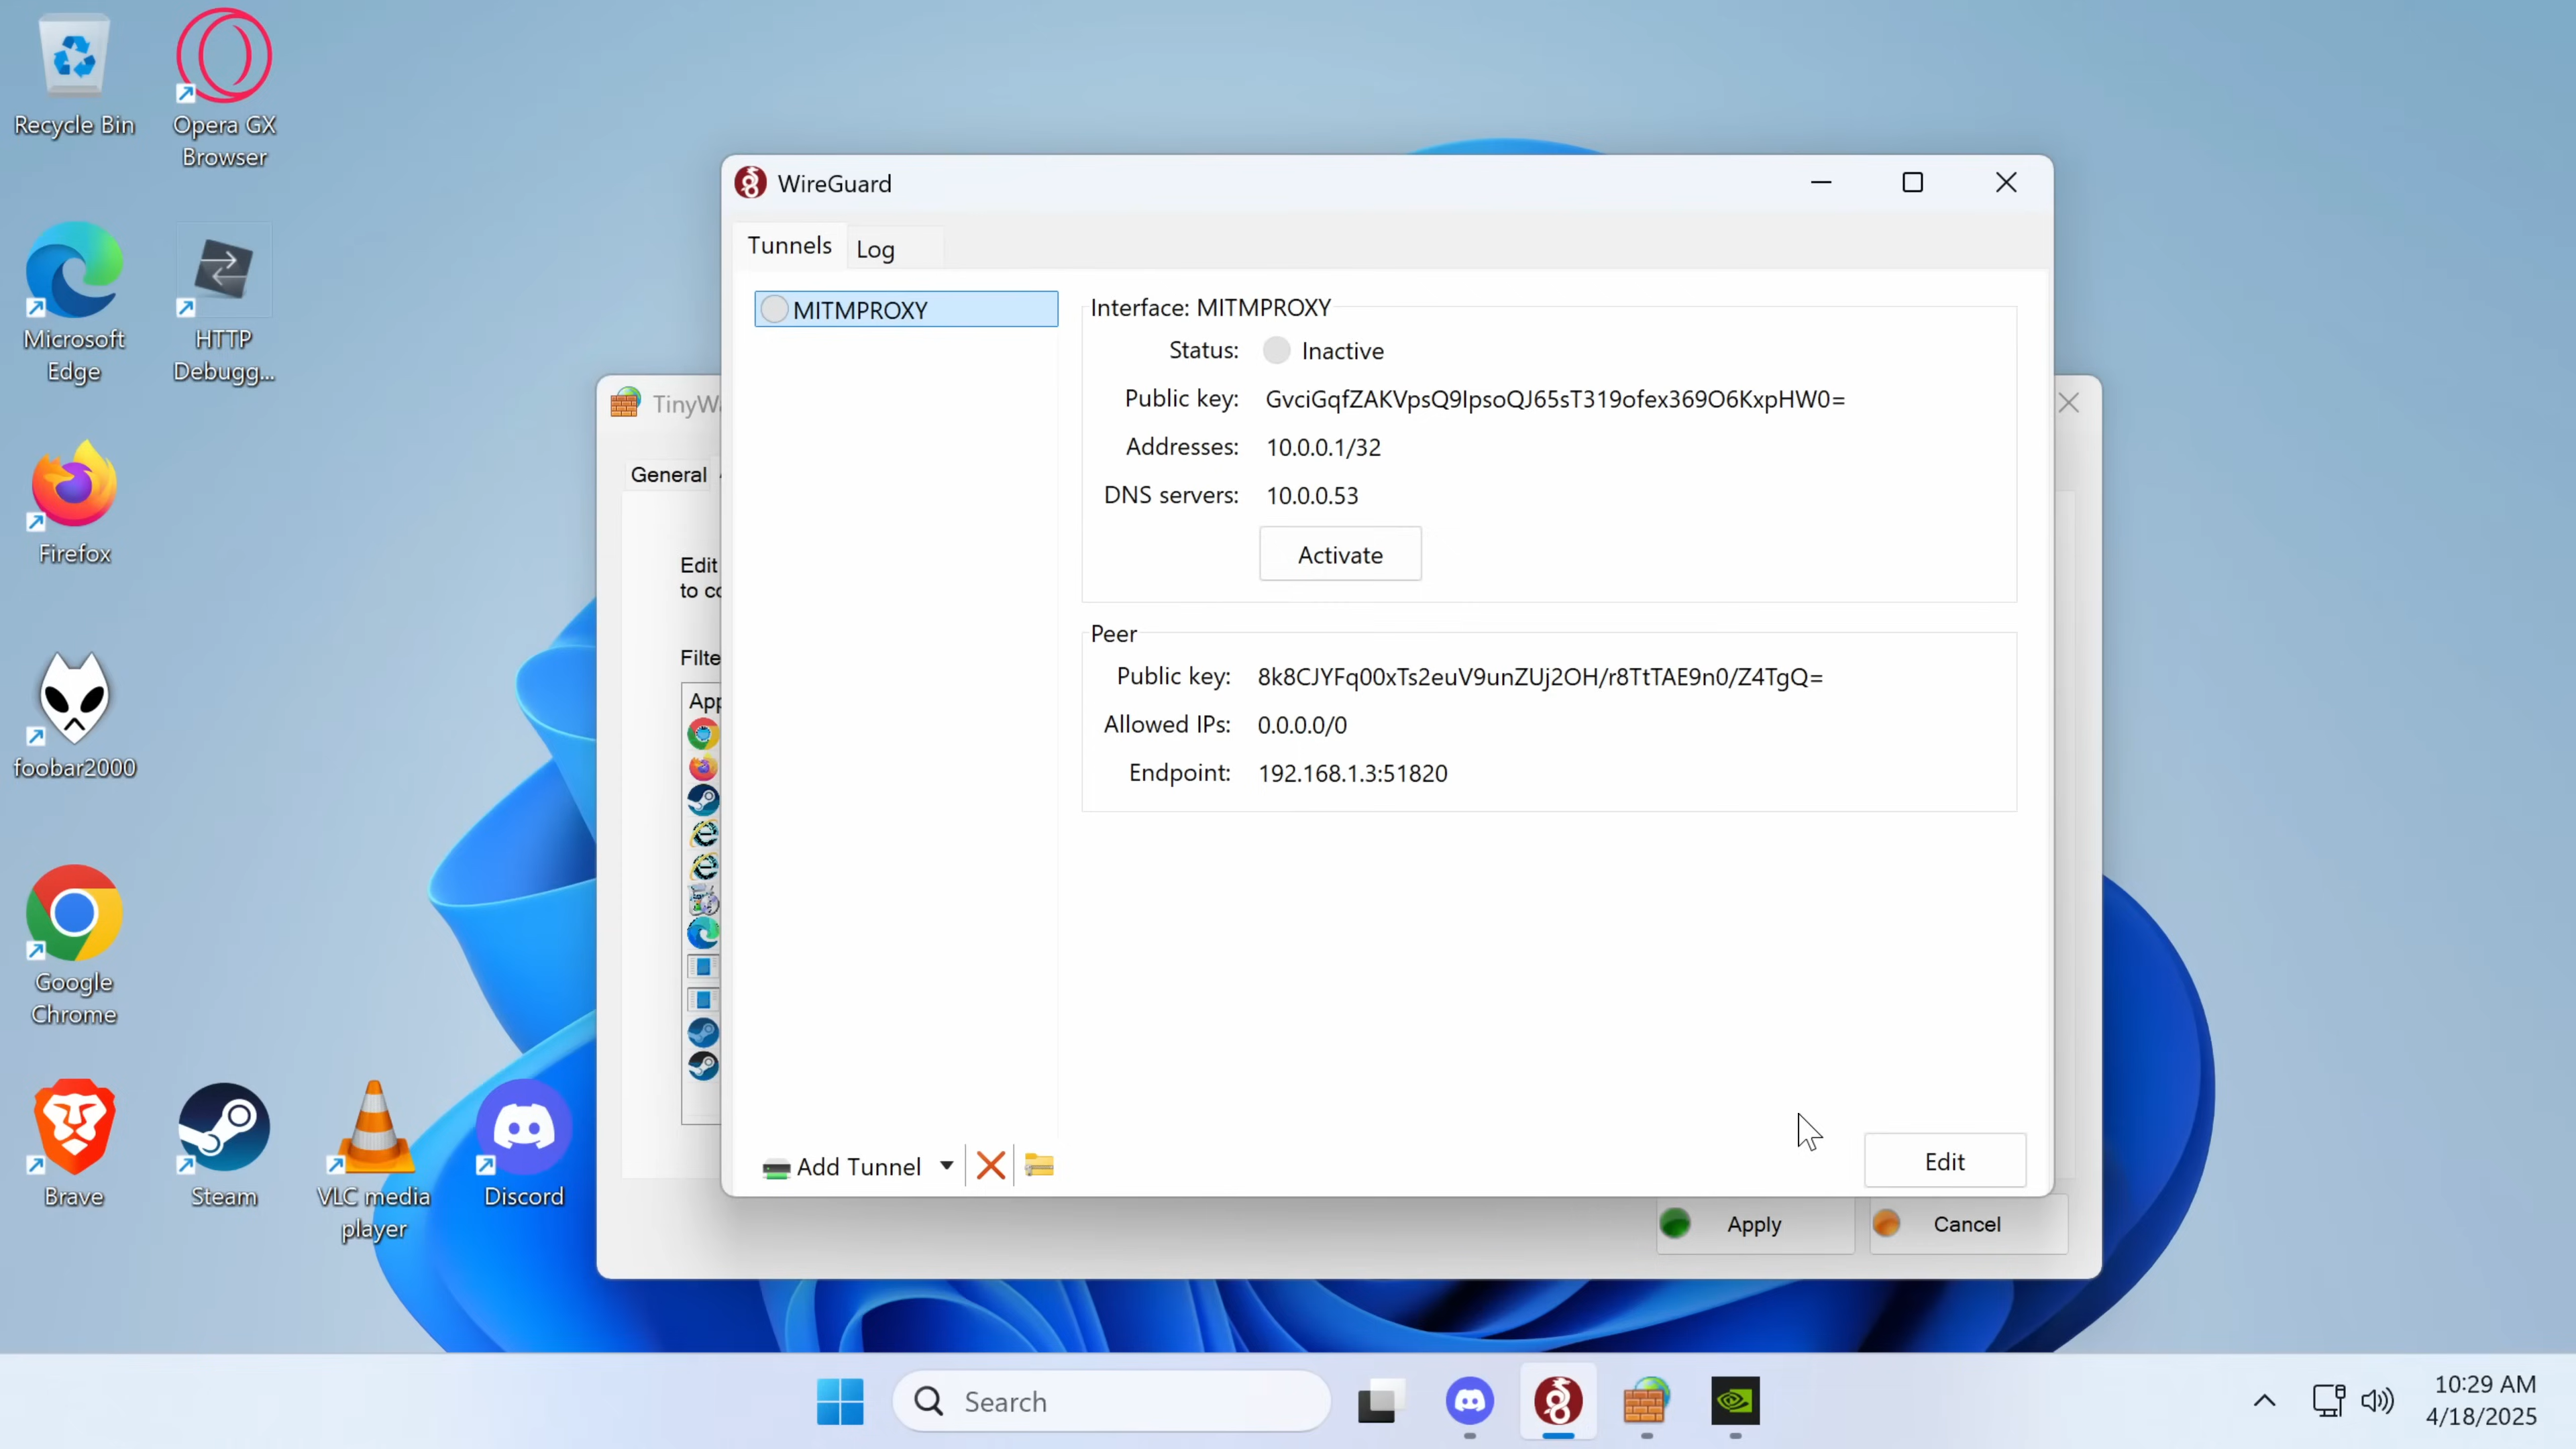 Recycle Bin
Opera GX
Browser
Microsoft
Edge
HTTP
Debugg...
Firefox
foobar2000
Google
Chrome
Brave
Steam
VLC media
player
Discord
WireGuard
Tunnels
Log
MITMPROXY
Interface: MITMPROXY
Status: Inactive
Public key: GvciGqfZAKVpsQ9IpsoQJ65sT319ofex369O6KxpHW0=
Addresses: 10.0.0.1/32
DNS servers: 10.0.0.53
Activate
Peer
Public key: 8k8CJYFq00xTs2euV9unZUj2OH/r8TtTAE9n0/Z4TgQ=
Allowed IPs: 0.0.0.0/0
Endpoint: 192.168.1.3:51820
Add Tunnel
Edit
General
Edit
Apply
Cancel
Search
10:29 AM
4/18/2025